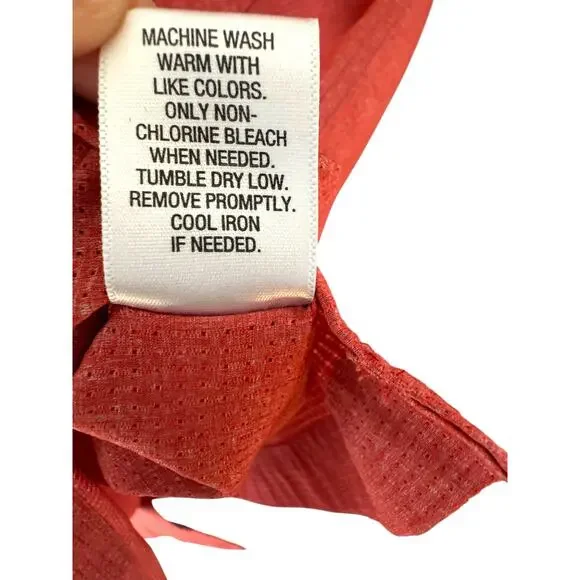 MACHINE WASH
WARM WITH
LIKE COLORS.
ONLY NON-
CHLORINE BLEACH
WHEN NEEDED.
TUMBLE DRY LOW.
REMOVE PROMPTLY.
COOL IRON
IF NEEDED.